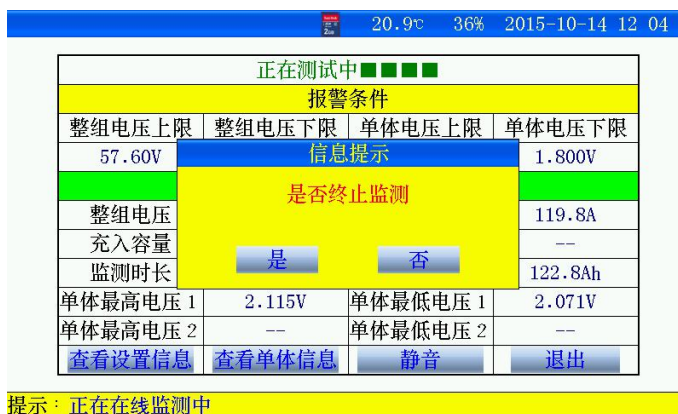 20.9℃ 36% 2015-10-14 12 04
正在测试中
报警条件
整组电压上限 整组电压下限 单体电压上限 单体电压下限
57.60V 1.800V
信息提示
是否终止监测
是 否
整组电压 119.8A
充入容量 --
监测时长 122.8Ah
单体最高电压1 2.115V 单体最低电压1 2.071V
单体最高电压2 -- 单体最低电压2 --
查看设置信息 查看单体信息 静音 退出
提示:正在在线监测中